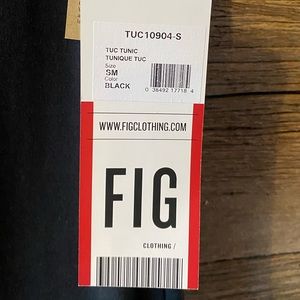 TUC10904-S
TUC TUNIC
TUNIQUE TUC
Size
SM
Color
BLACK
0 36492 17718 4
WWW.FIGCLOTHING.COM
FIG
CLOTHING /